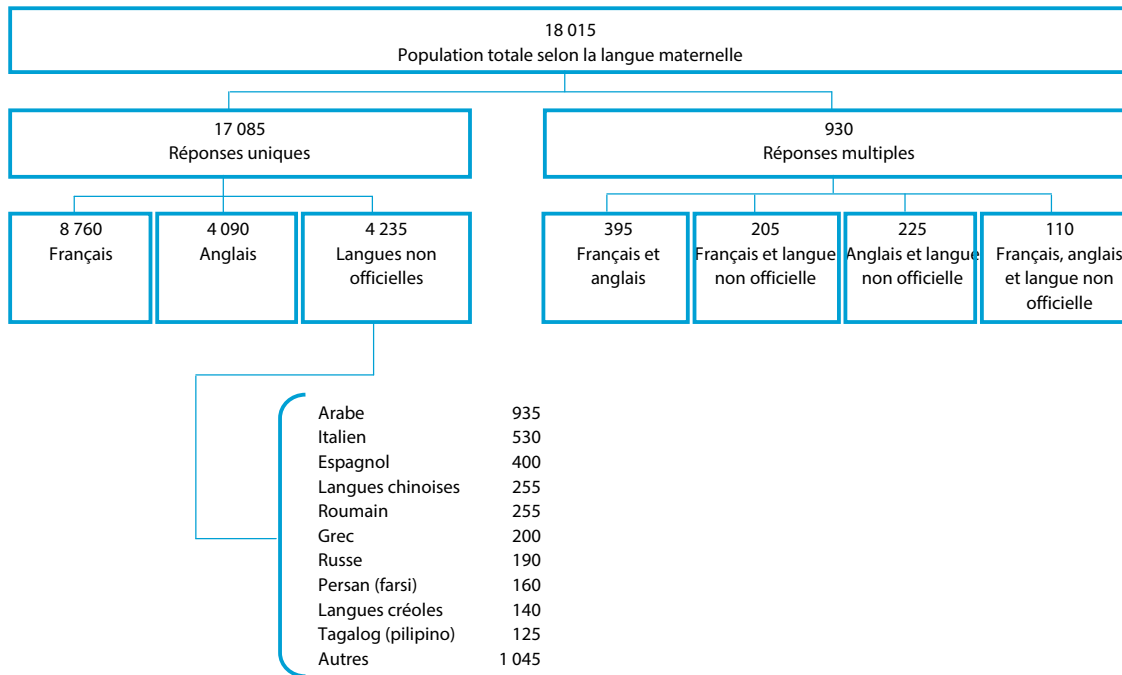 18 015
Population totale selon la langue maternelle
17 085
Réponses uniques
930
Réponses multiples
8 760
Français
4 090
Anglais
4 235
Langues non
officielles
395
Français et
anglais
205
Français et langue
non officielle
225
Anglais et langue
non officielle
110
Français, anglais
et langue non
officielle
Arabe 935
Italien 530
Espagnol 400
Langues chinoises 255
Roumain 255
Grec 200
Russe 190
Persan (farsi) 160
Langues créoles 140
Tagalog (pilipino) 125
Autres 1 045